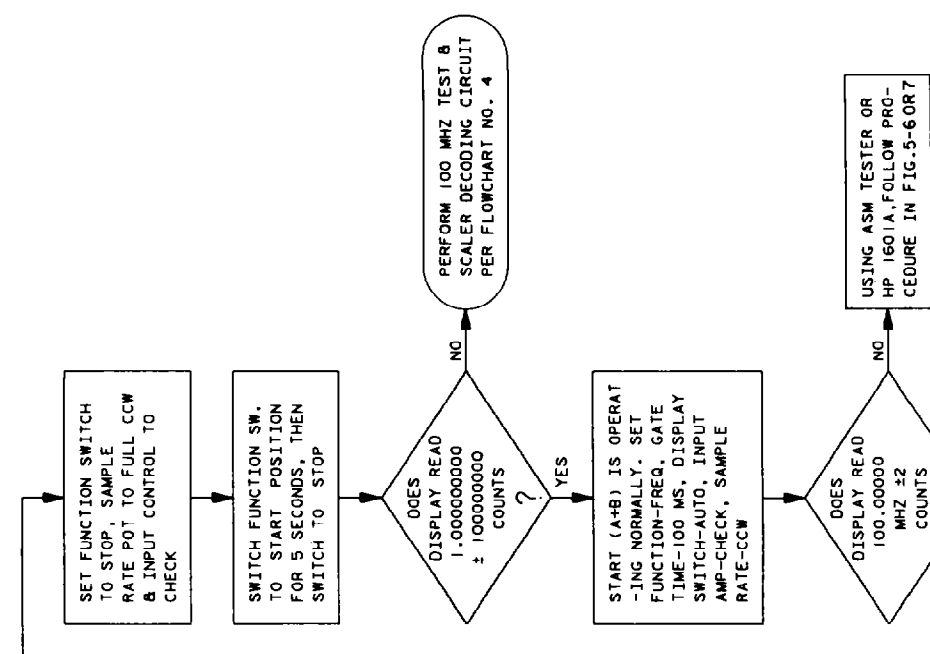 SET FUNCTION SWITCH
TO STOP, SAMPLE
RATE POT TO FULL CCW
& INPUT CONTROL TO
CHECK
SWITCH FUNCTION SW.
TO START POSITION
FOR 5 SECONDS, THEN
SWITCH TO STOP
DOES
DISPLAY READ
1.00000000
± 10000000
COUNTS
?
NO
PERFORM 100 MHZ TEST &
SCALER DECODING CIRCUIT
PER FLOWCHART NO. 4
YES
START (A+B) IS OPERAT
-ING NORMALLY. SET
FUNCTION-FREQ, GATE
TIME-100 MS, DISPLAY
SWITCH-AUTO, INPUT
AMP-CHECK, SAMPLE
RATE-CCW
DOES
DISPLAY READ
100.00000
MHZ ±2
COUNTS
NO
USING ASM TESTER OR
HP 1601A, FOLLOW PRO-
CEDURE IN FIG.5-6 OR 7